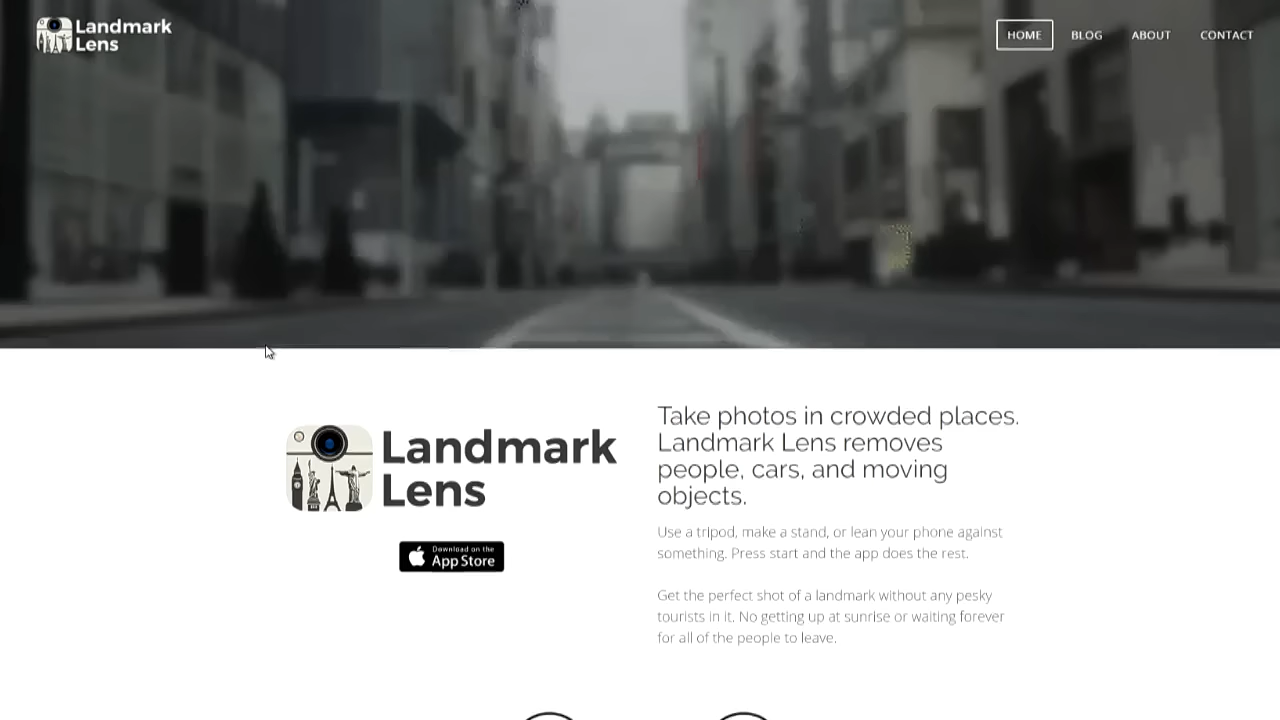 Landmark
Lens
HOME
BLOG
ABOUT
CONTACT
Landmark
Lens
Download on the
App Store
Take photos in crowded places.
Landmark Lens removes
people, cars, and moving
objects.
Use a tripod, make a stand, or lean your phone against
something. Press start and the app does the rest.
Get the perfect shot of a landmark without any pesky
tourists in it. No getting up at sunrise or waiting forever
for all of the people to leave.